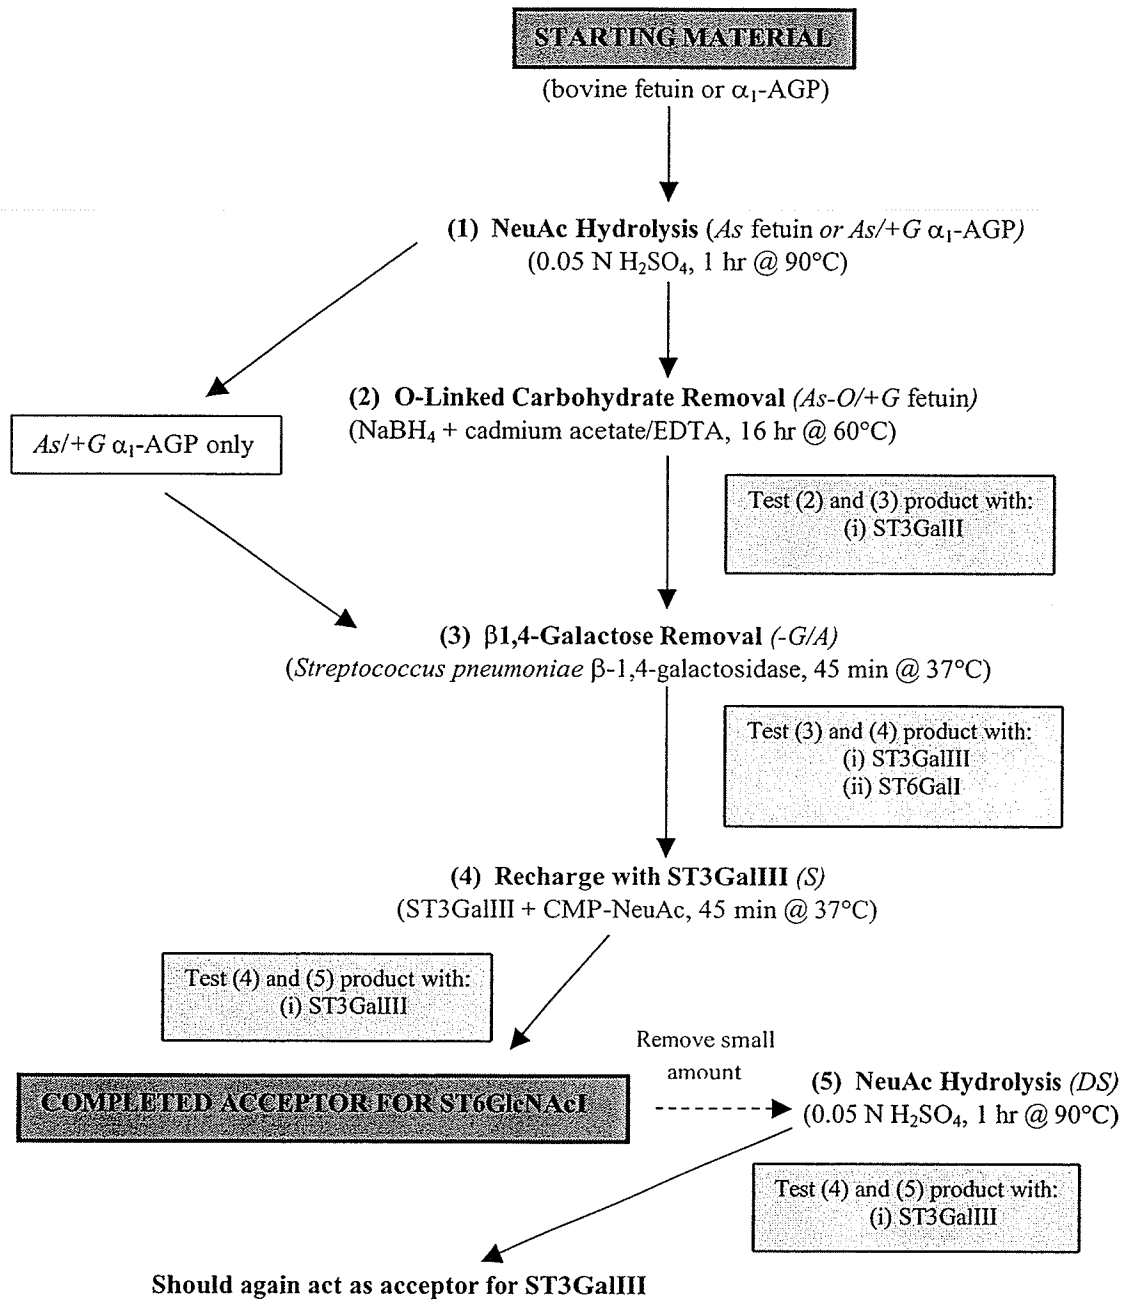 STARTING MATERIAL
(bovine fetuin or α₁-AGP)
(1) NeuAc Hydrolysis (As fetuin or As/+G α₁-AGP)
(0.05 N H₂SO₄, 1 hr @ 90°C)
(2) O-Linked Carbohydrate Removal (As-O/+G fetuin)
(NaBH₄ + cadmium acetate/EDTA, 16 hr @ 60°C)
As/+G α₁-AGP only
Test (2) and (3) product with:
(i) ST3GalII
(3) β1,4-Galactose Removal (-G/A)
(Streptococcus pneumoniae β-1,4-galactosidase, 45 min @ 37°C)
Test (3) and (4) product with:
(i) ST3GalIII
(ii) ST6GalI
(4) Recharge with ST3GalIII (S)
(ST3GalIII + CMP-NeuAc, 45 min @ 37°C)
Test (4) and (5) product with:
(i) ST3GalIII
Remove small
amount
COMPLETED ACCEPTOR FOR ST6GlcNAcI
(5) NeuAc Hydrolysis (DS)
(0.05 N H₂SO₄, 1 hr @ 90°C)
Test (4) and (5) product with:
(i) ST3GalIII
Should again act as acceptor for ST3GalIII